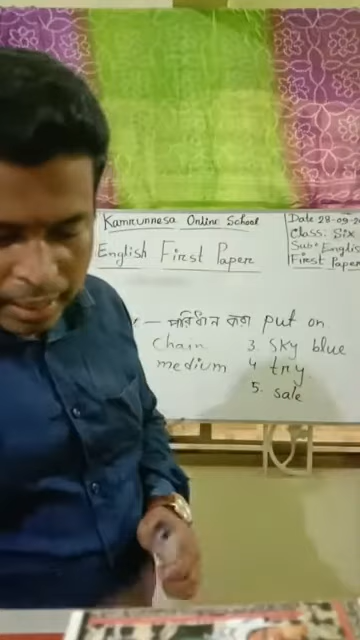 Kamrunnesa Online School
English First Paper
Date 28-09-2
Class: Six
Sub: English
First Paper
— পরিধান করা put on
Chain 3. Sky blue
medium 4. try
5. sale